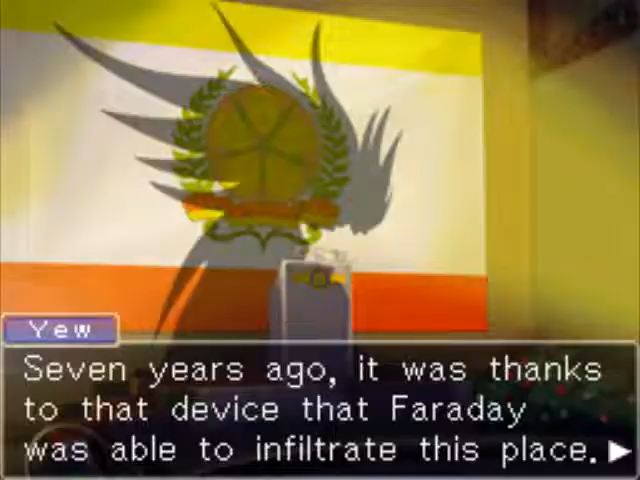 Yew
Seven years ago, it was thanks
to that device that Faraday
was able to infiltrate this place.